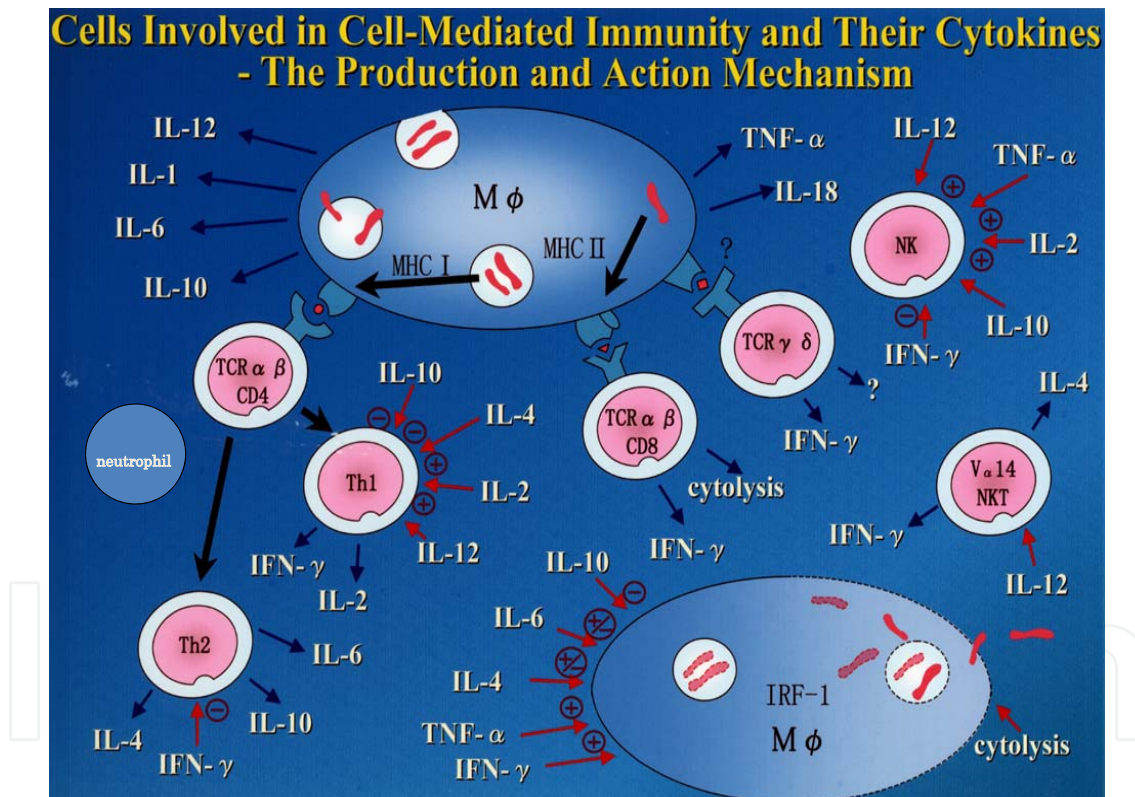 Cells Involved in Cell-Mediated Immunity and Their Cytokines
- The Production and Action Mechanism
IL-12
IL-1
IL-6
IL-10
Mφ
MHC I
MHC II
TNF-α
IL-18
?
IL-12
TNF-α
NK
IL-2
IL-10
IFN-γ
TCRα β
CD4
TCRα β
CD8
TCRγ δ
?
IFN-γ
cytolysis
IFN-γ
neutrophil
IL-10
IL-4
Th1
IL-2
IL-12
IFN-γ
IL-2
IL-4
Vα14
NKT
IFN-γ
IL-12
Th2
IL-6
IL-10
IL-4
IFN-γ
IL-10
IL-6
IL-4
TNF-α
IFN-γ
IRF-1
Mφ
cytolysis